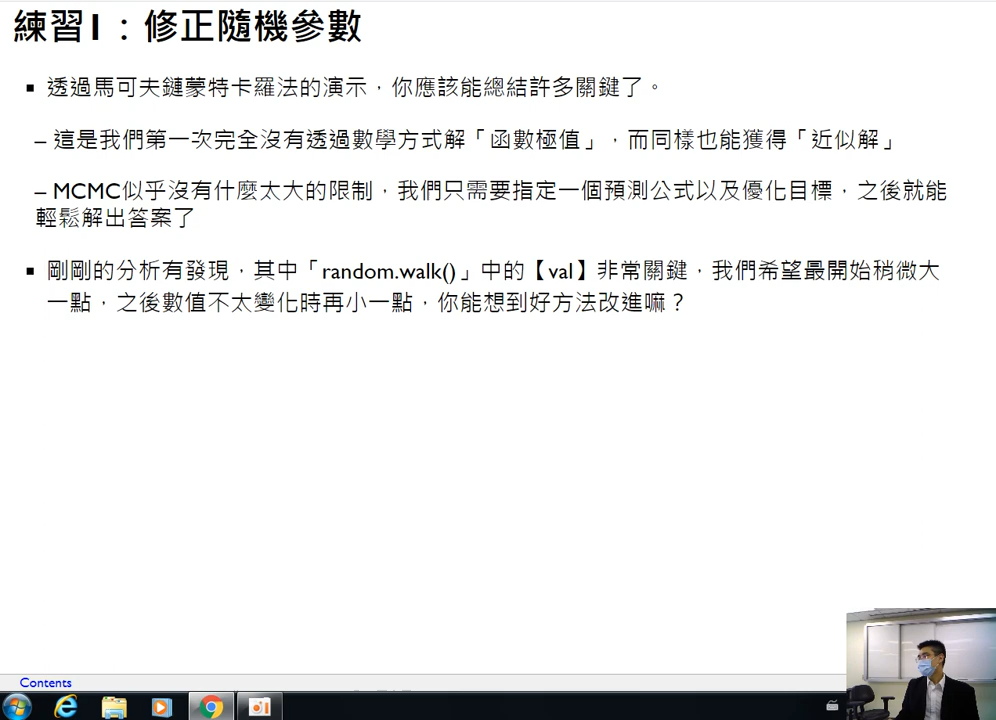 練習1：修正隨機參數
▪ 透過馬可夫鏈蒙特卡羅法的演示，你應該能總結許多關鍵了。
– 這是我們第一次完全沒有透過數學方式解「函數極值」，而同樣也能獲得「近似解」
– MCMC似乎沒有什麼太大的限制，我們只需要指定一個預測公式以及優化目標，之後就能
輕鬆解出答案了
▪ 剛剛的分析有發現，其中「random.walk()」中的【val】非常關鍵，我們希望最開始稍微大
一點，之後數值不太變化時再小一點，你能想到好方法改進嘛？
Contents